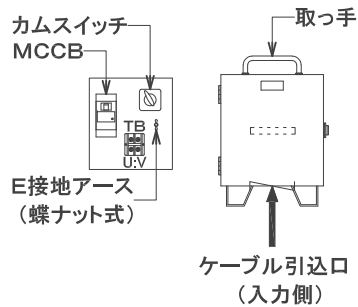 カムスイッチ
MCCB
取っ手
TB
U:V
E接地アース
（蝶ナット式）
ケーブル引込口
（入力側）